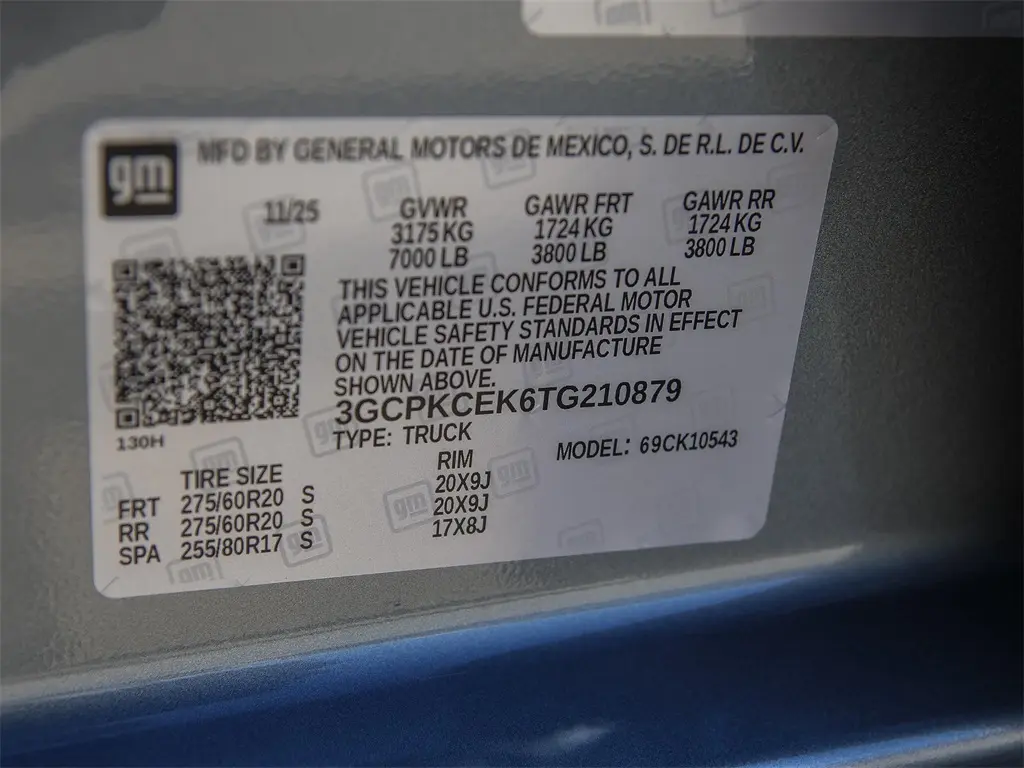 gm MFD BY GENERAL MOTORS DE MEXICO, S. DE R.L. DE C.V.
11/25 GVWR GAWR FRT GAWR RR
3175 KG 1724 KG 1724 KG
7000 LB 3800 LB 3800 LB
THIS VEHICLE CONFORMS TO ALL
APPLICABLE U.S. FEDERAL MOTOR
VEHICLE SAFETY STANDARDS IN EFFECT
ON THE DATE OF MANUFACTURE
SHOWN ABOVE.
3GCPKCEK6TG210879
130H TYPE: TRUCK MODEL: 69CK10543
TIRE SIZE RIM
FRT 275/60R20 S 20X9J
RR 275/60R20 S 20X9J
SPA 255/80R17 S 17X8J